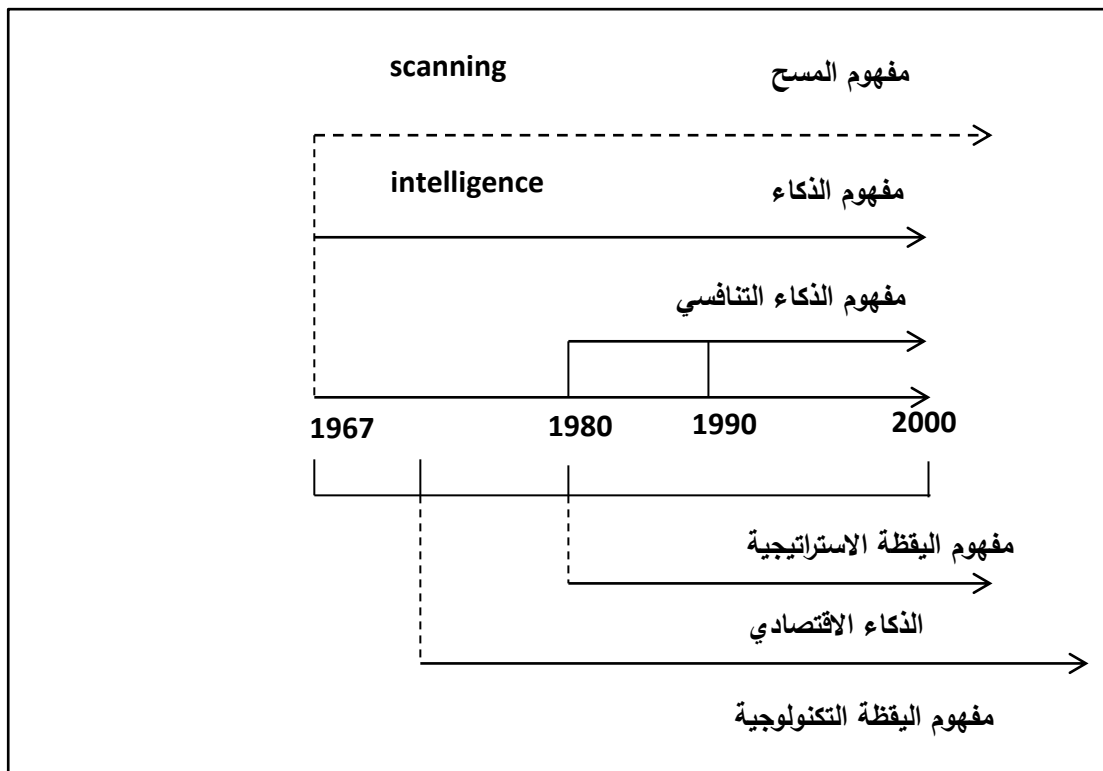 مفهوم المسح scanning
مفهوم الذكاء intelligence
مفهوم الذكاء التنافسي
1967 1980 1990 2000
مفهوم اليقظة الاستراتيجية
الذكاء الاقتصادي
مفهوم اليقظة التكنولوجية